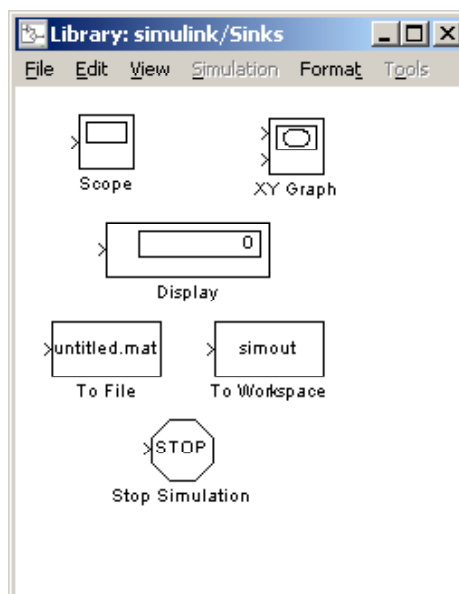 Library: simulink/Sinks
File Edit View Simulation Format Tools
Scope
XY Graph
0
Display
untitled.mat
simout
To File
To Workspace
STOP
Stop Simulation